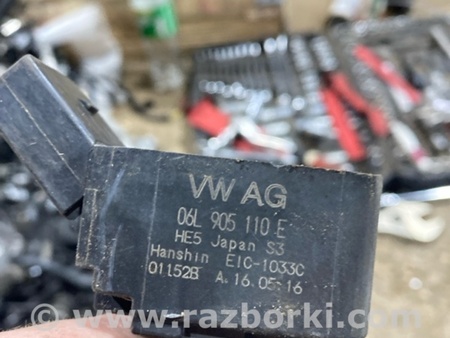 VW AG
06L 905 110 E
HE5 Japan S3
Hanshin EIC-1033C
01152B A.16.05.16
© www.razborki.com ®